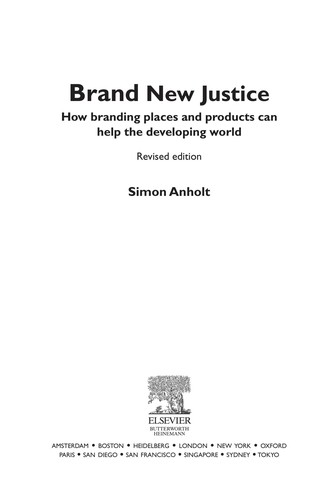 Brand New Justice
How branding places and products can
help the developing world
Revised edition
Simon Anholt
ELSEVIER
BUTTERWORTH
HEINEMANN
AMSTERDAM • BOSTON • HEIDELBERG • LONDON • NEW YORK • OXFORD
PARIS • SAN DIEGO • SAN FRANCISCO • SINGAPORE • SYDNEY • TOKYO